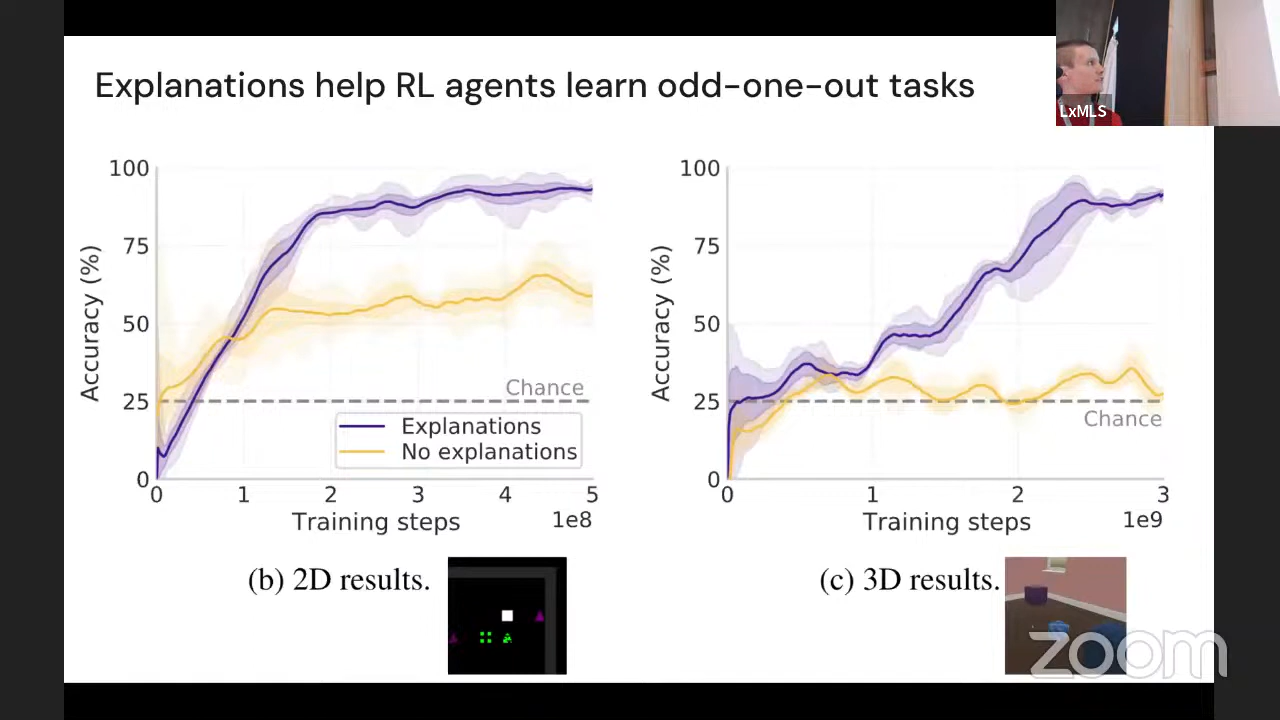 Explanations help RL agents learn odd-one-out tasks
LxMLS
100
75
50
25
0
Accuracy (%)
Chance
Explanations
No explanations
0 1 2 3 4 5
Training steps
1e8
(b) 2D results.
100
75
50
25
0
Accuracy (%)
Chance
0 1 2 3
Training steps
1e9
(c) 3D results.
zoom